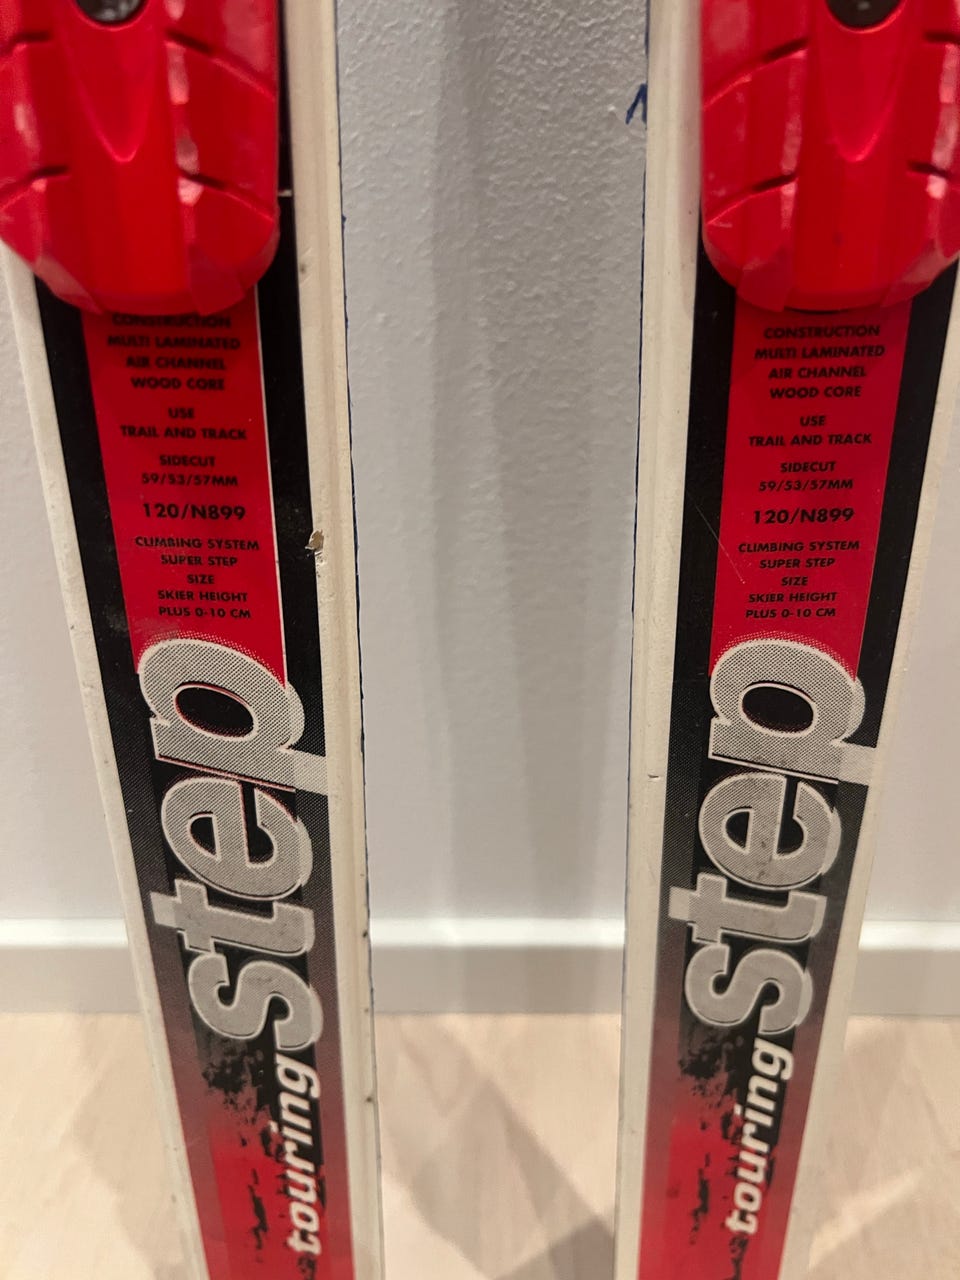 CONSTRUCTION
MULTI LAMINATED
AIR CHANNEL
WOOD CORE
USE
TRAIL AND TRACK
SIDECUT
59/53/57MM
120/N899
CLIMBING SYSTEM
SUPER STEP
SIZE
SKIER HEIGHT
PLUS 0-10 CM
step
touring
CONSTRUCTION
MULTI LAMINATED
AIR CHANNEL
WOOD CORE
USE
TRAIL AND TRACK
SIDECUT
59/53/57MM
120/N899
CLIMBING SYSTEM
SUPER STEP
SIZE
SKIER HEIGHT
PLUS 0-10 CM
step
touring